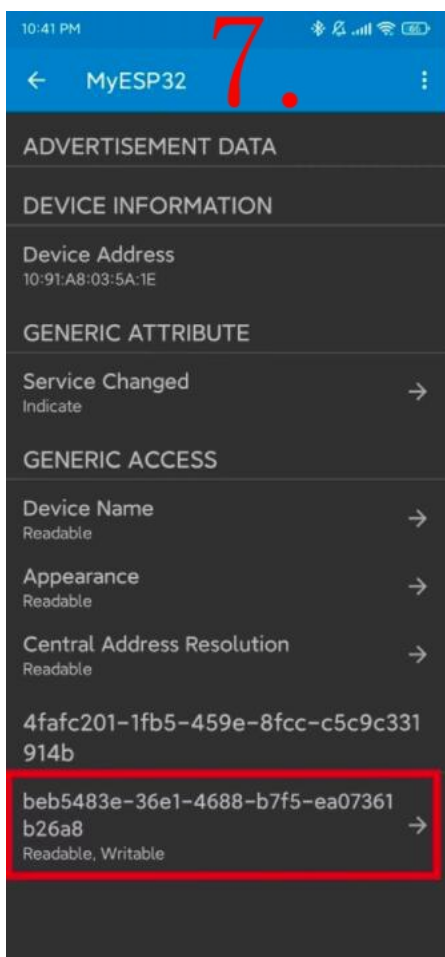 10:41 PM
66
7.
MyESP32
ADVERTISEMENT DATA
DEVICE INFORMATION
Device Address
10:91:A8:03:5A:1E
GENERIC ATTRIBUTE
Service Changed
Indicate
GENERIC ACCESS
Device Name
Readable
Appearance
Readable
Central Address Resolution
Readable
4fafc201-1fb5-459e-8fcc-c5c9c331
914b
beb5483e-36e1-4688-b7f5-ea07361
b26a8
Readable, Writable